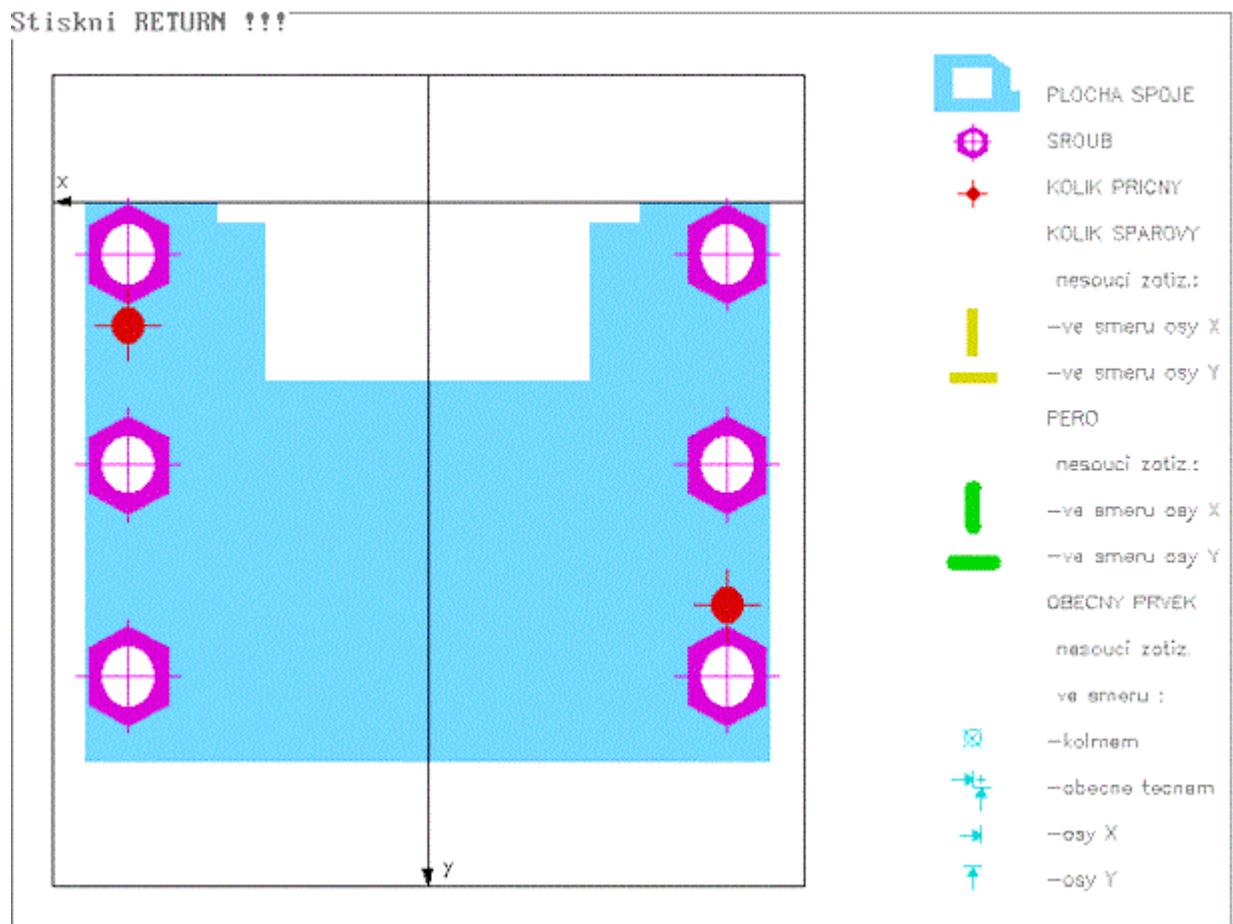 Stiskni RETURN !!!
x
y
PLOCHA SPOJE
SROUB
KOLIK PRICNY
KOLIK SPAROVY
nesouci zatiz.:
-ve smeru osy X
-ve smeru osy Y
PERO
nesouci zatiz.:
-ve smeru osy X
-ve smeru osy Y
OBECNY PRVEK
nesouci zatiz.
ve smeru :
-kolmem
-obecne tecnem
-osy X
-osy Y